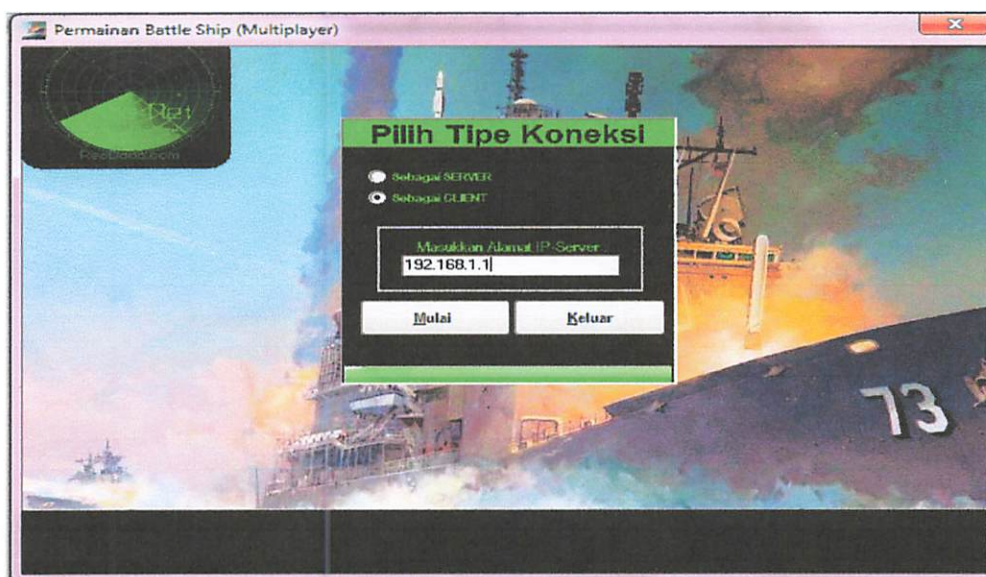 Permainan Battle Ship (Multiplayer)
Pilih Tipe Koneksi
Sebagai SERVER
Sebagai CLIENT
Masukkan Alamat IP-Server
192.168.1.1
Mulai
Keluar
73